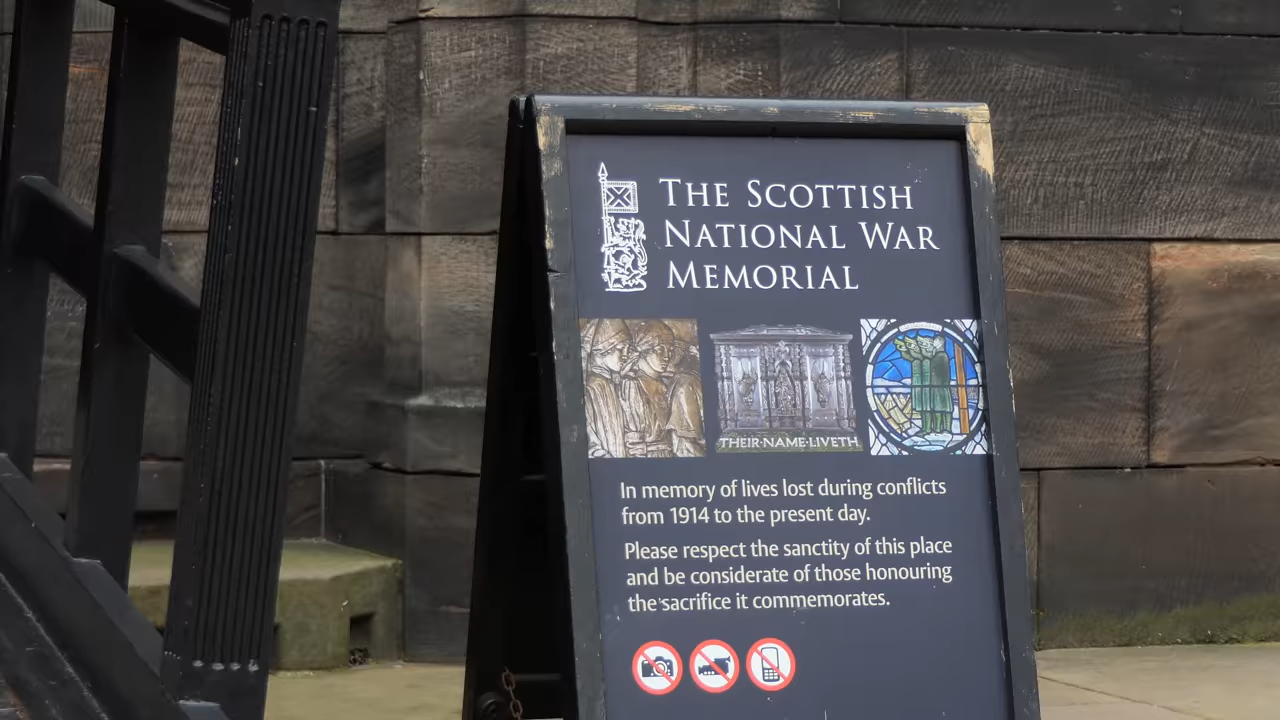 THE SCOTTISH
NATIONAL WAR
MEMORIAL
THEIR·NAME·LIVETH
In memory of lives lost during conflicts
from 1914 to the present day.
Please respect the sanctity of this place
and be considerate of those honouring
the sacrifice it commemorates.